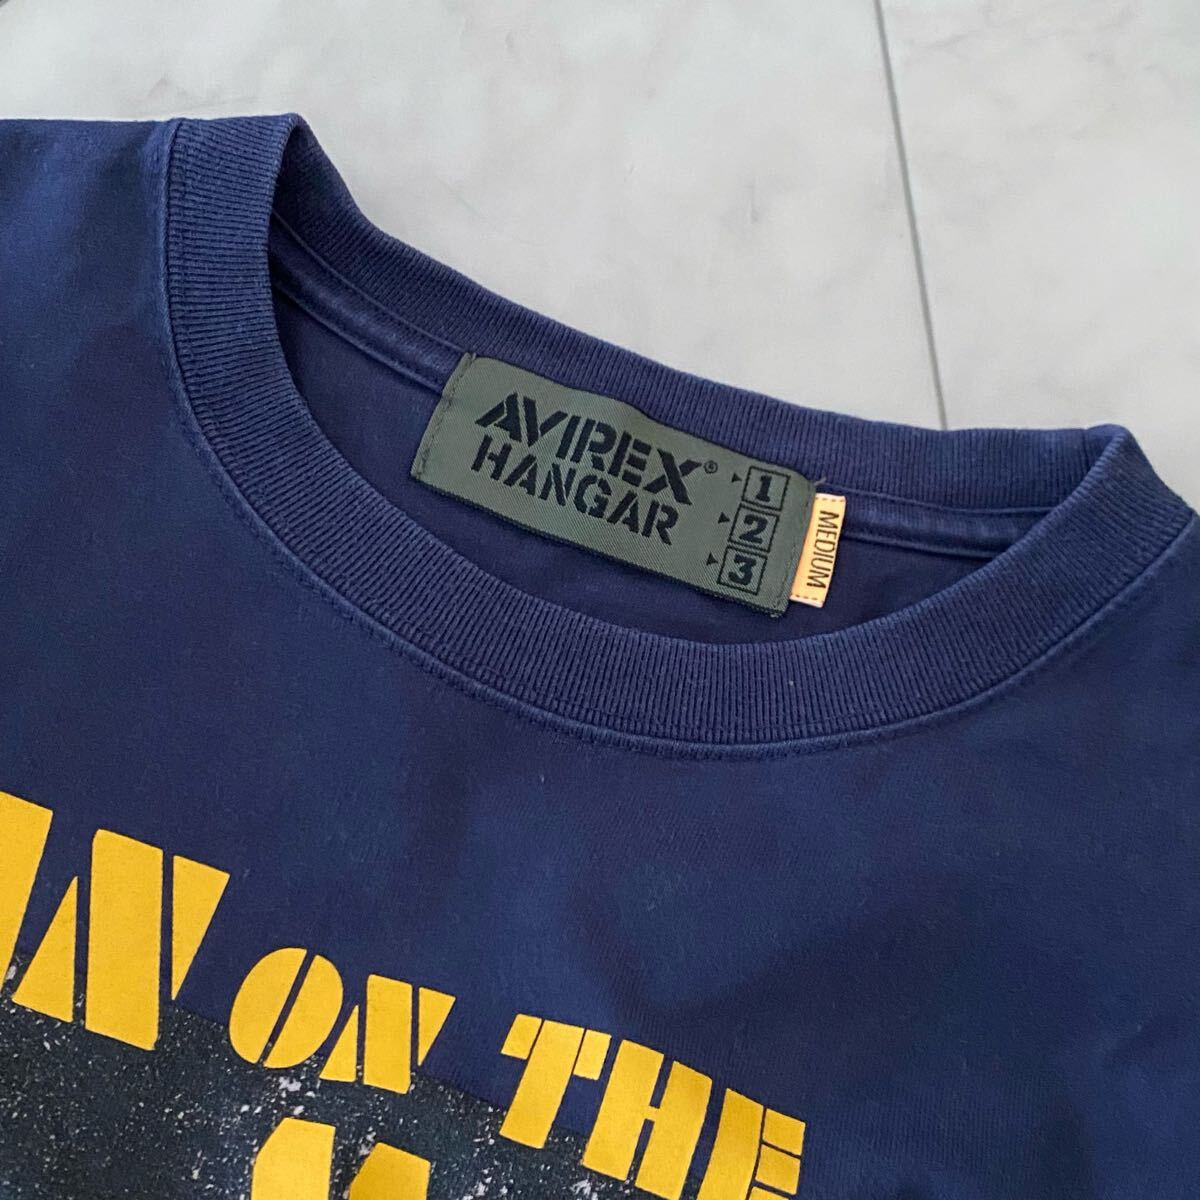 AVIREX®
HANGAR
1
2
3
MEDIUM
ON THE